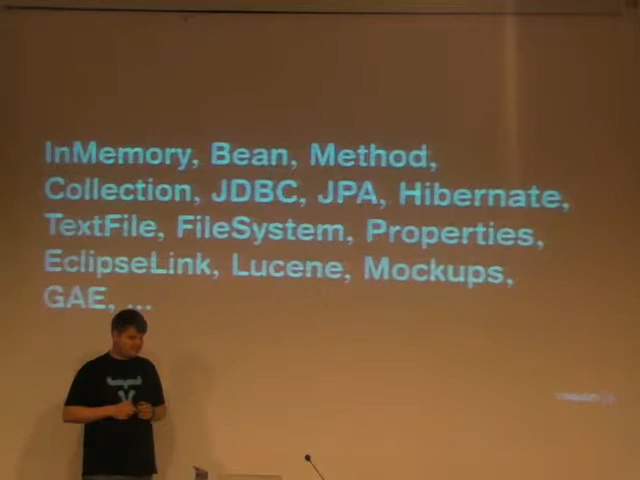 InMemory, Bean, Method,
Collection, JDBC, JPA, Hibernate,
TextFile, FileSystem, Properties,
EclipseLink, Lucene, Mockups,
GAE, ...